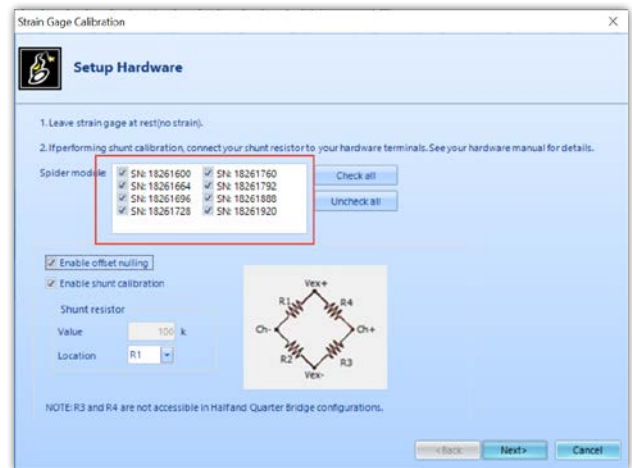 Strain Gage Calibration
Setup Hardware
1.Leave strain gage at rest(no strain).
2.If performing shunt calibration, connect your shunt resistor to your hardware terminals. See your hardware manual for details.
Spider module
SN: 18261600 SN: 18261760
SN: 18261664 SN: 18261792
SN: 18261696 SN: 18261888
SN: 18261728 SN: 18261920
Check all
Uncheck all
Enable offset nulling
Enable shunt calibration
Shunt resistor
Value 100 k
Location R1
Vex+
R1 R4
Ch- Ch+
R2 R3
Vex-
NOTE: R3 and R4 are not accessible in Half and Quarter Bridge configurations.
<Back Next> Cancel